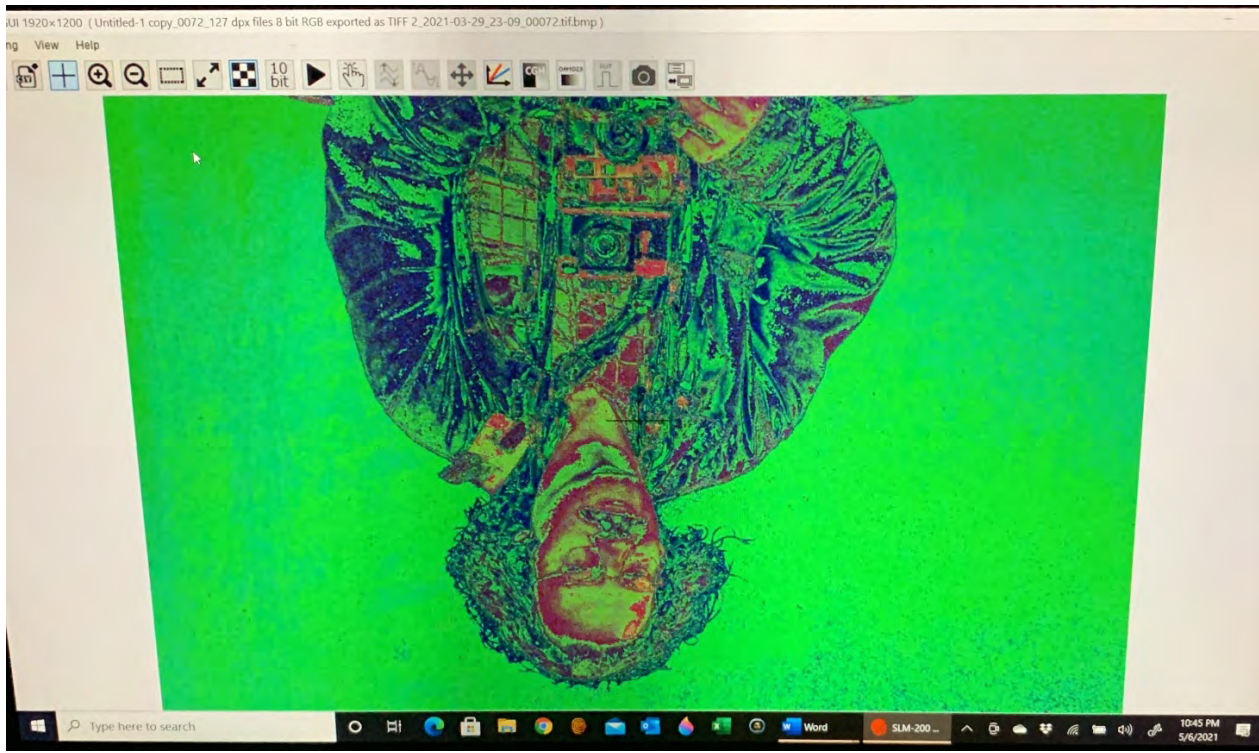 UI 1920×1200 ( Untitled-1 copy_0072_127 dpx files 8 bit RGB exported as TIFF 2_2021-03-29_23-09_00072.tif.bmp )
ng View Help
CSV 10 bit CGH
Type here to search
Word
SLM-200 ...
10:45 PM
5/6/2021